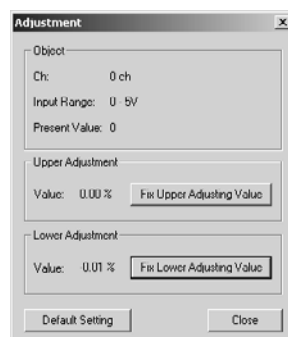 Adjustment
Object
Ch: 0 ch
Input Range: 0 - 5V
Present Value: 0
Upper Adjustment
Value: 0.00 % Fix Upper Adjusting Value
Lower Adjustment
Value: 0.01 % Fix Lower Adjusting Value
Default Setting Close